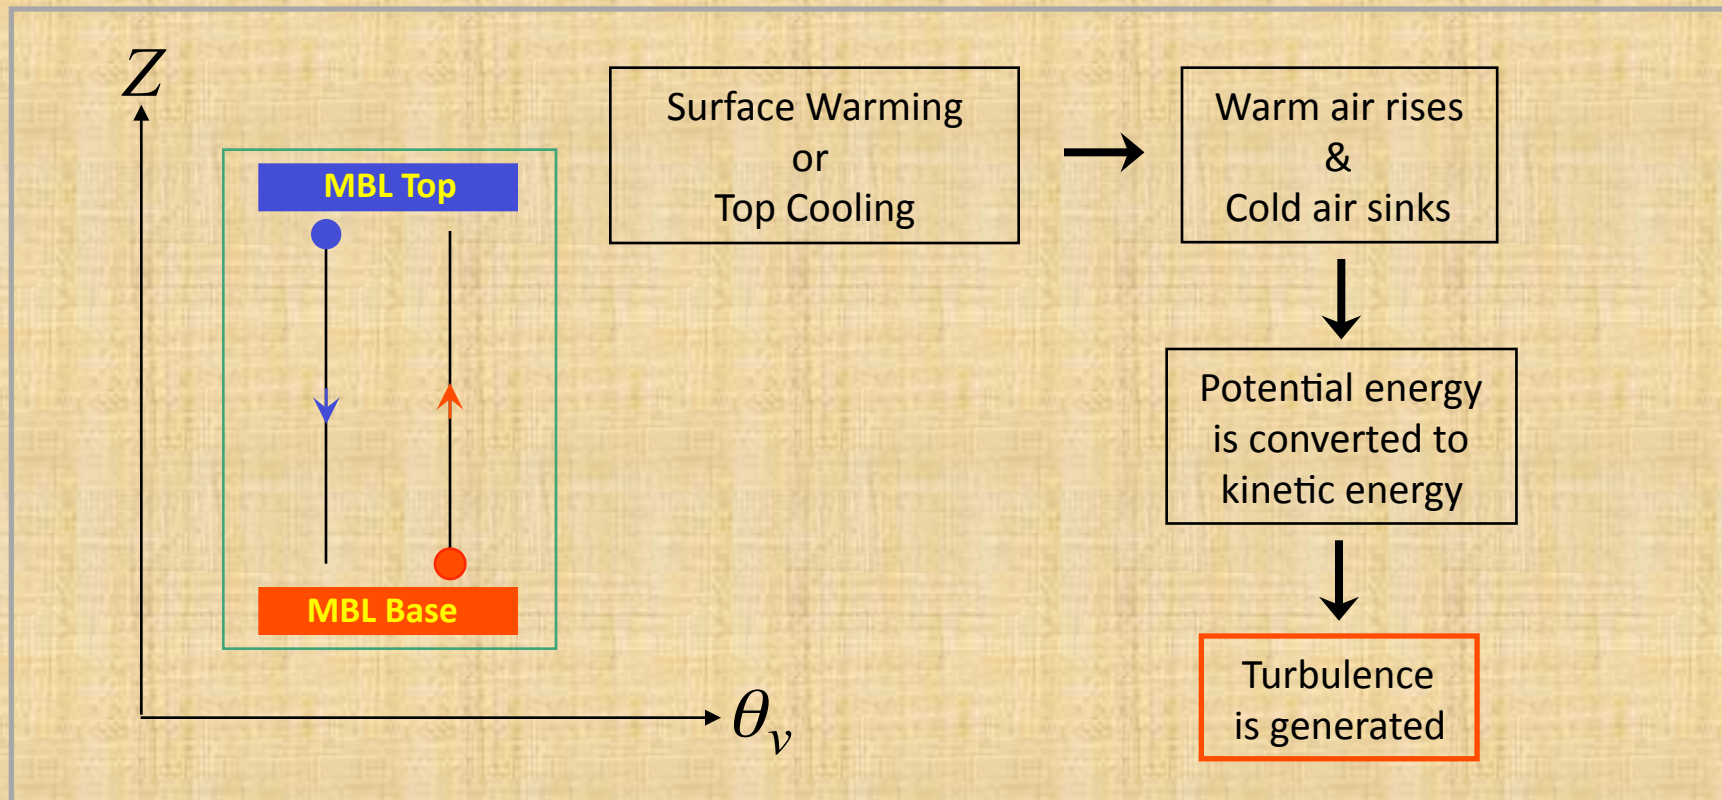 Z
MBL Top
MBL Base
θv
Surface Warming
or
Top Cooling
Warm air rises
&
Cold air sinks
Potential energy
is converted to
kinetic energy
Turbulence
is generated